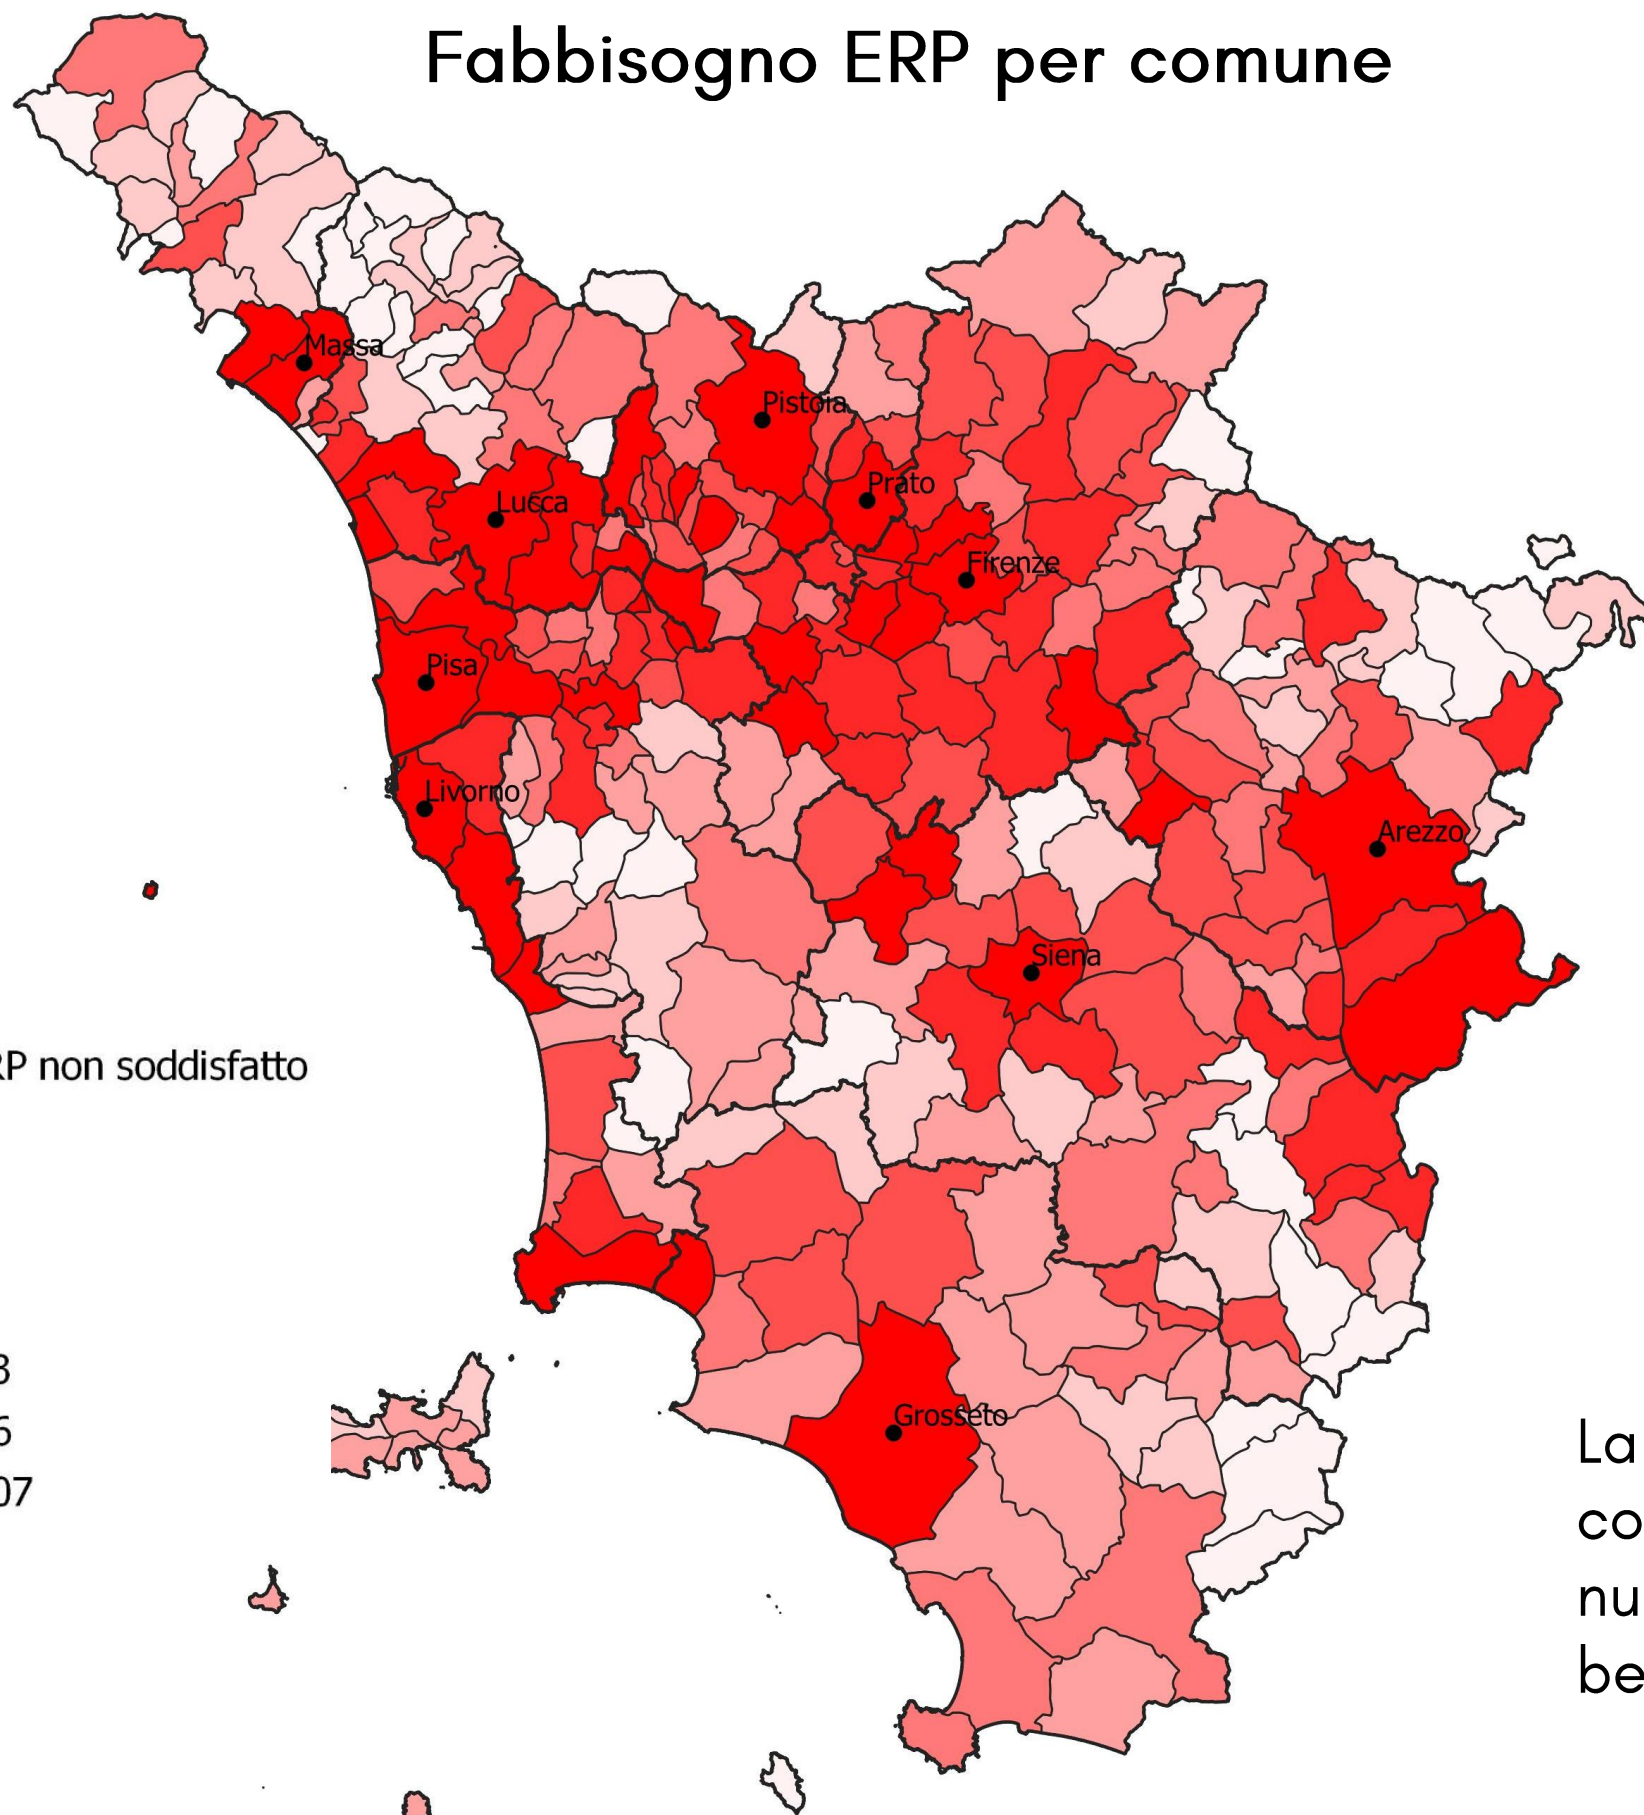 Fabbisogno ERP per comune
Massa
Pistoia
Prato
Lucca
Firenze
Pisa
Livorno
Arezzo
Siena
RP non soddisfatto
3
6
07
Grosseto
La
co
nu
be